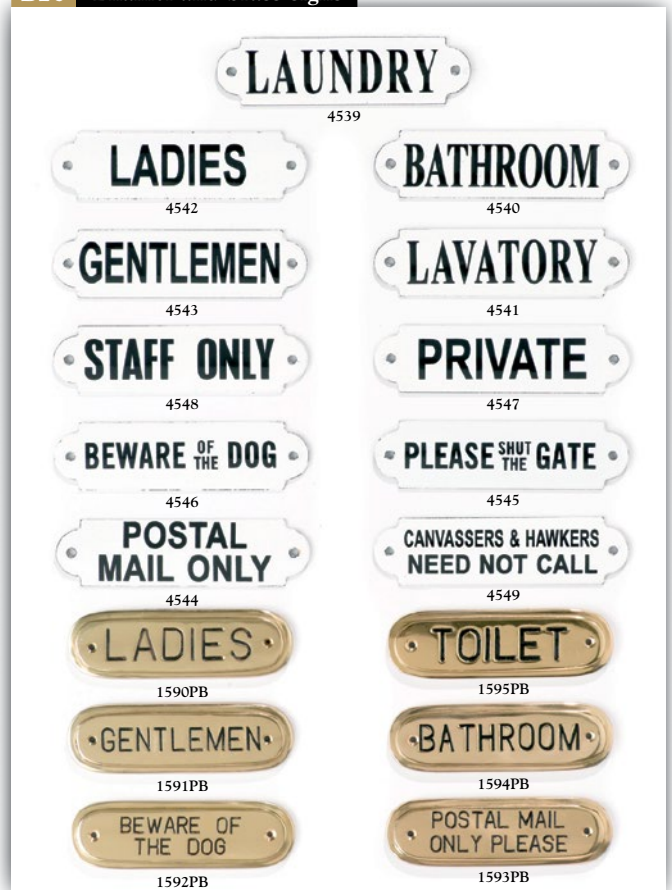 LAUNDRY
4539
LADIES
4542
BATHROOM
4540
GENTLEMEN
4543
LAVATORY
4541
STAFF ONLY
4548
PRIVATE
4547
BEWARE OF THE DOG
4546
PLEASE SHUT THE GATE
4545
POSTAL
MAIL ONLY
4544
CANVASSERS & HAWKERS
NEED NOT CALL
4549
LADIES
1590PB
TOILET
1595PB
GENTLEMEN
1591PB
BATHROOM
1594PB
BEWARE OF
THE DOG
1592PB
POSTAL MAIL
ONLY PLEASE
1593PB